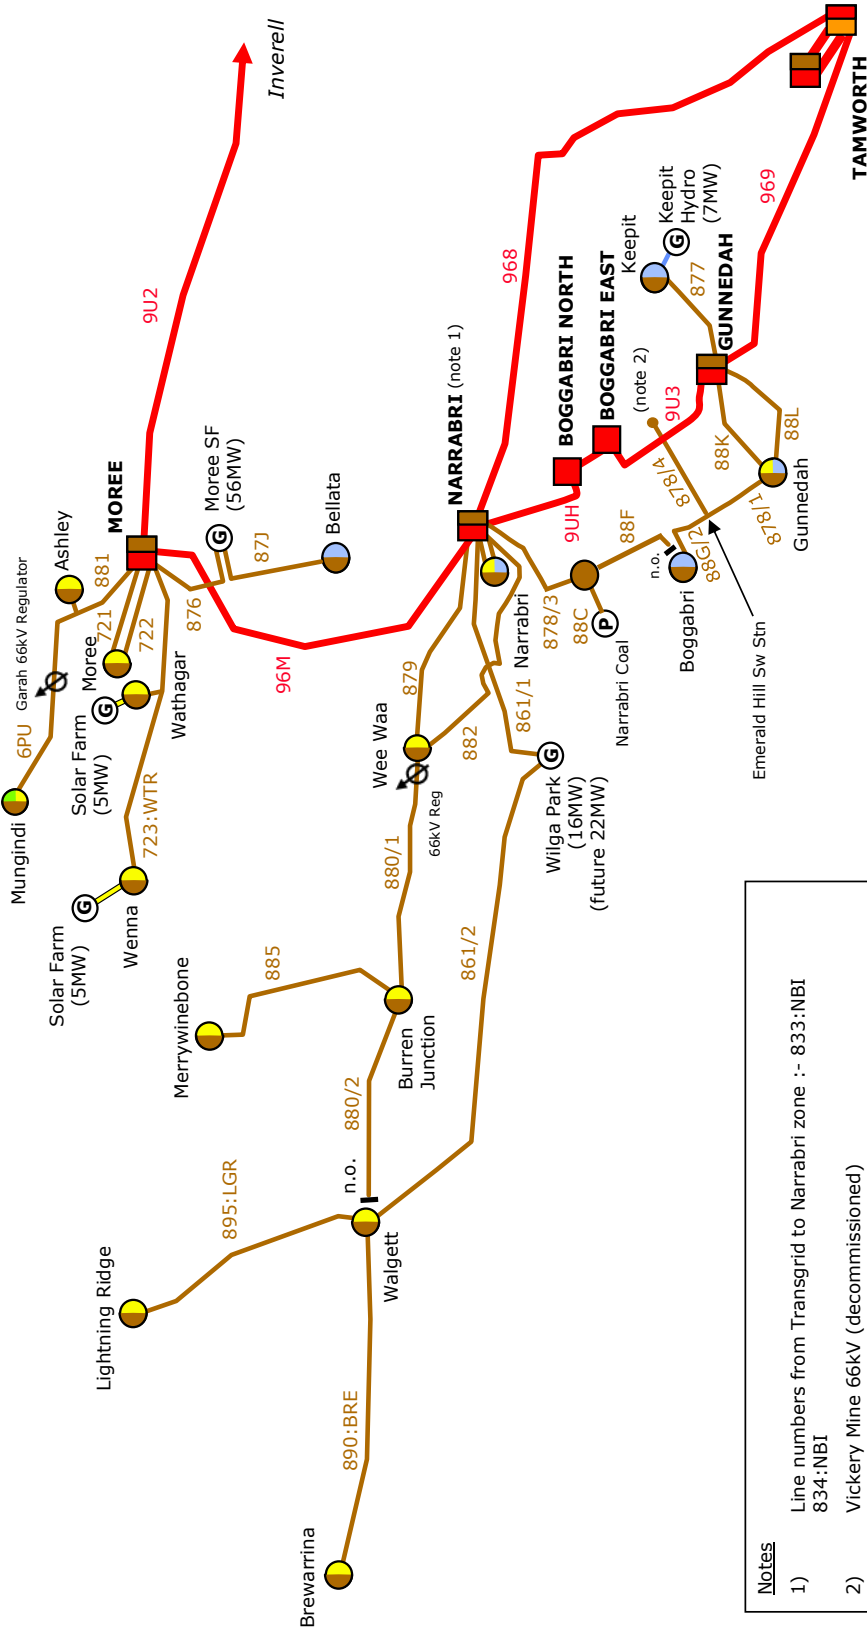 Inverell
9U2
MOREE
Ashley
881
Garah 66kV Regulator
6PU
Mungindi
721
722
Moree
Solar Farm
(5MW)
Wathagar
723:WTR
Solar Farm
(5MW)
G
Wenna
G
876
Moree SF
(56MW)
G
87J
Bellata
96M
Merrywinebone
885
Lightning Ridge
895:LGR
Brewarrina
890:BRE
Walgett
n.o.
880/2
Burren
Junction
880/1
66kV Reg
Wee Waa
879
882
861/1
861/2
Wilga Park
(16MW)
(future 22MW)
G
NARRABRI (note 1)
Narrabri
968
9UH
BOGGABRI NORTH
BOGGABRI EAST
9U3
(note 2)
878/3
88C
P
Narrabri Coal
88F
n.o.
Boggabri
88G/2
878/4
878/1
Emerald Hill Sw Stn
Gunnedah
88K
88L
GUNNEDAH
877
Keepit
G
Keepit
Hydro
(7MW)
969
TAMWORTH
Notes
1) Line numbers from Transgrid to Narrabri zone :- 833:NBI
834:NBI
2) Vickery Mine 66kV (decommissioned)